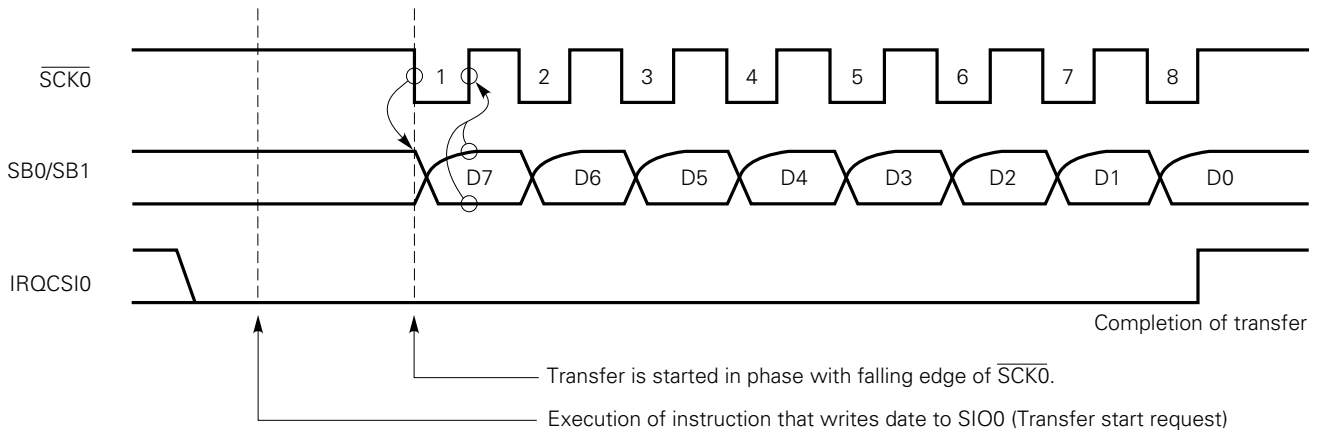 SCK0
1 2 3 4 5 6 7 8
SB0/SB1
D7 D6 D5 D4 D3 D2 D1 D0
IRQCSI0
Completion of transfer
Transfer is started in phase with falling edge of SCK0.
Execution of instruction that writes date to SIO0 (Transfer start request)